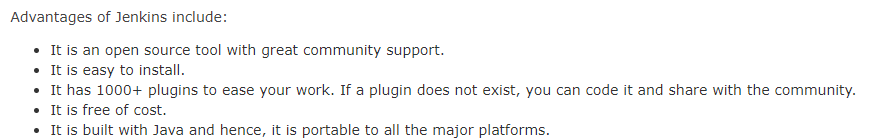 Advantages of Jenkins include:
• It is an open source tool with great community support.
• It is easy to install.
• It has 1000+ plugins to ease your work. If a plugin does not exist, you can code it and share with the community.
• It is free of cost.
• It is built with Java and hence, it is portable to all the major platforms.